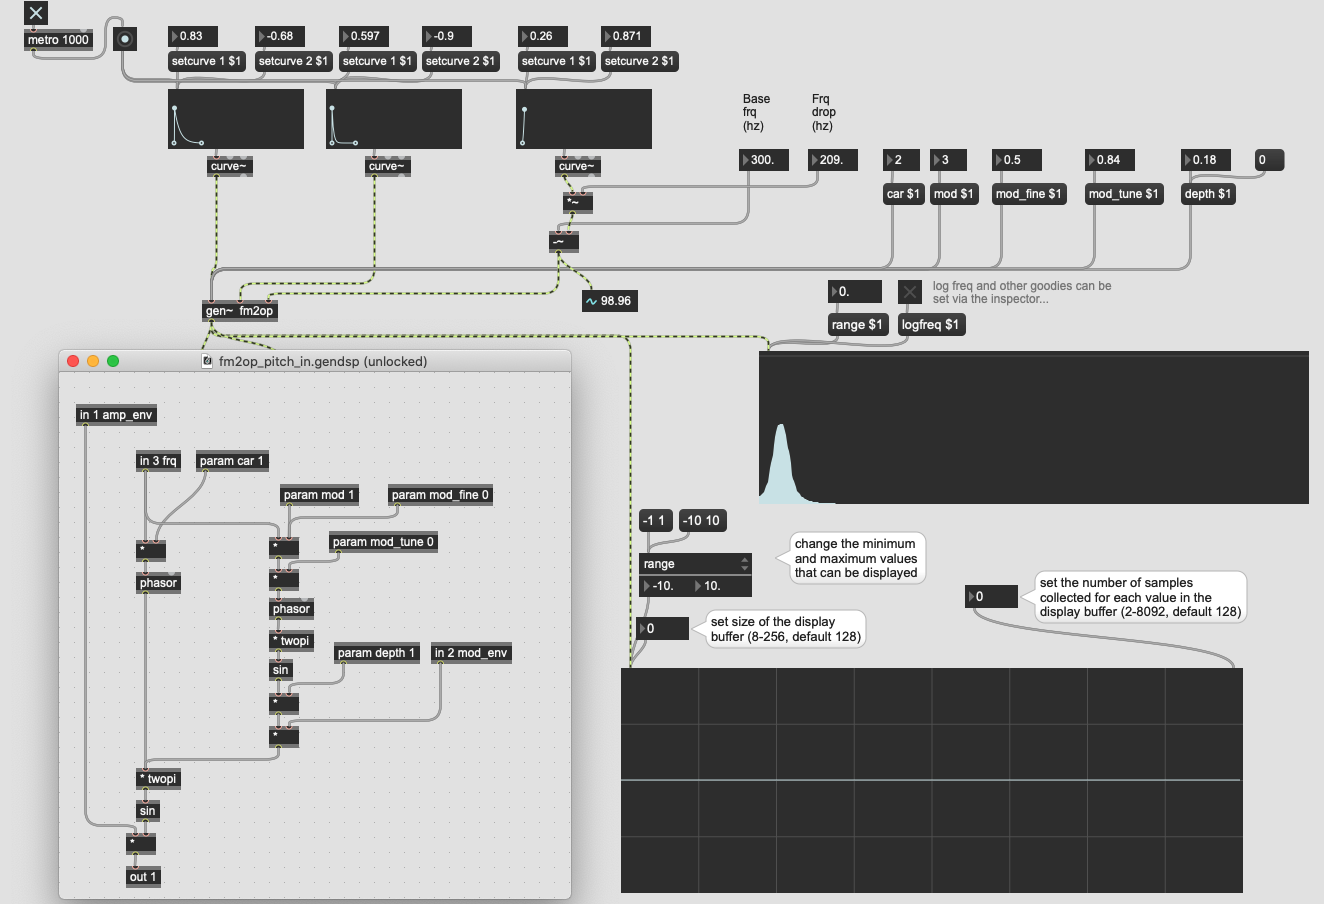 metro 1000
0.83
-0.68
0.597
-0.9
0.26
0.871
setcurve 1 $1
setcurve 2 $1
setcurve 1 $1
setcurve 2 $1
setcurve 1 $1
setcurve 2 $1
Base
frq
(hz)
Frq
drop
(hz)
curve~
curve~
curve~
300.
209.
2
3
0.5
0.84
0.18
0
*~
car $1
mod $1
mod_fine $1
mod_tune $1
depth $1
-~
98.96
gen~ fm2op
0.
log freq and other goodies can be
set via the inspector...
range $1
logfreq $1
fm2op_pitch_in.gendsp (unlocked)
in 1 amp_env
in 3 frq
param car 1
param mod 1
param mod_fine 0
*
*
param mod_tune 0
*
phasor
phasor
* twopi
param depth 1
in 2 mod_env
sin
*
*
* twopi
sin
*
out 1
-1 1
-10 10
change the minimum
and maximum values
that can be displayed
range
-10.
10.
0
set size of the display
buffer (8-256, default 128)
0
set the number of samples
collected for each value in the
display buffer (2-8092, default 128)